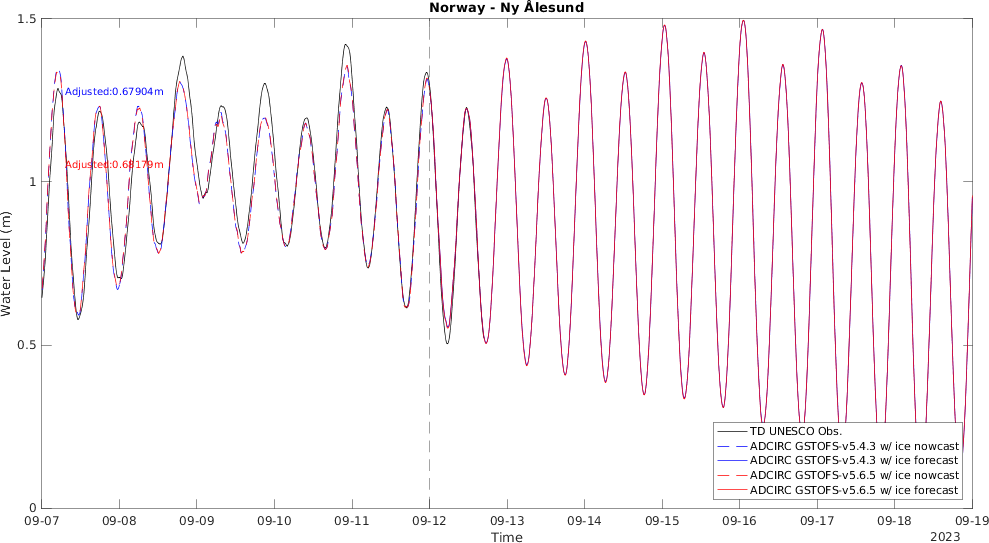 Norway - Ny Ålesund
1.5
1
0.5
0
Water Level (m)
Adjusted:0.67904m
Adjusted:0.68179m
TD UNESCO Obs.
ADCIRC GSTOFS-v5.4.3 w/ ice nowcast
ADCIRC GSTOFS-v5.4.3 w/ ice forecast
ADCIRC GSTOFS-v5.6.5 w/ ice nowcast
ADCIRC GSTOFS-v5.6.5 w/ ice forecast
09-07 09-08 09-09 09-10 09-11 09-12 09-13 09-14 09-15 09-16 09-17 09-18 09-19
Time
2023